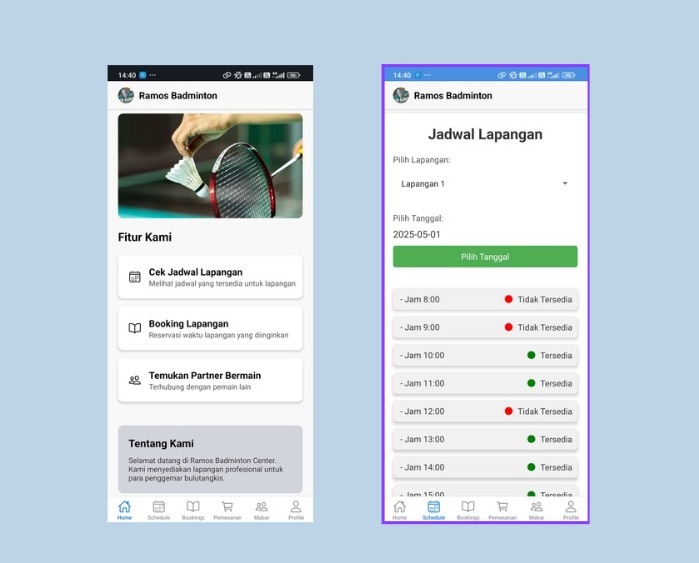 14:40
Ramos Badminton
Fitur Kami
Cek Jadwal Lapangan
Melihat jadwal yang tersedia untuk lapangan
Booking Lapangan
Reservasi waktu lapangan yang diinginkan
Temukan Partner Bermain
Terhubung dengan pemain lain
Tentang Kami
Selamat datang di Ramos Badminton Center.
Kami menyediakan lapangan profesional untuk
para penggemar bulutangkis.
Home Schedule Bookings Pemesanan Mabar Profile
14:40
Ramos Badminton
Jadwal Lapangan
Pilih Lapangan:
Lapangan 1
Pilih Tanggal:
2025-05-01
Pilih Tanggal
- Jam 8:00 Tidak Tersedia
- Jam 9:00 Tidak Tersedia
- Jam 10:00 Tersedia
- Jam 11:00 Tersedia
- Jam 12:00 Tidak Tersedia
- Jam 13:00 Tersedia
- Jam 14:00 Tersedia
- Jam 15:00 Tersedia
Home Schedule Bookings Pemesanan Mabar Profile